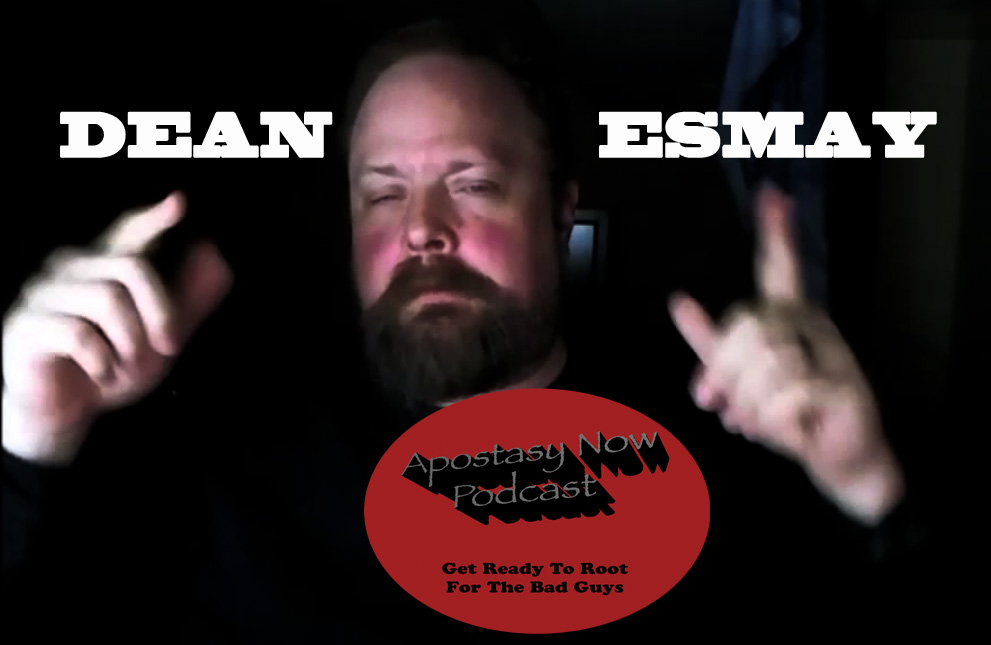 DEAN ESMAY
Apostasy Now
Podcast
Get Ready To Root
For The Bad Guys